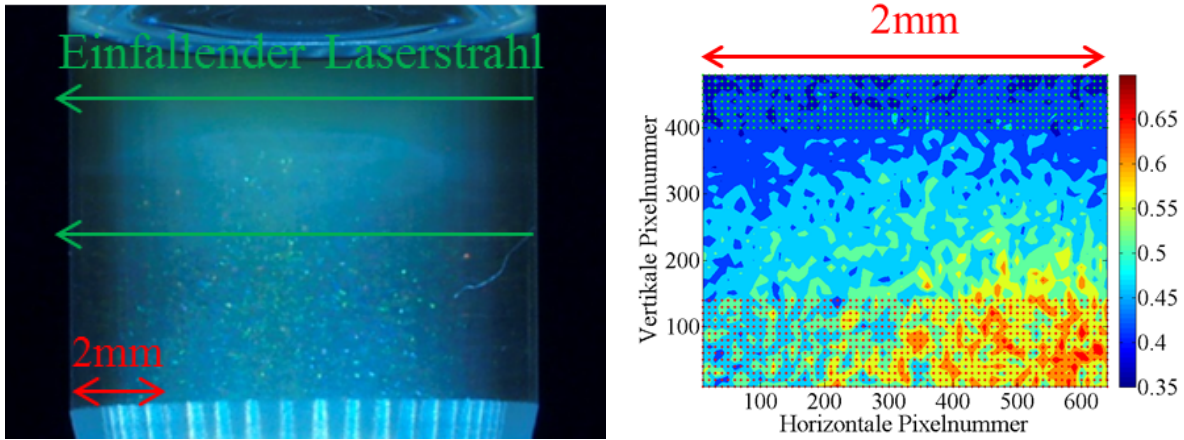 Einfallender Laserstrahl
2mm
2mm
Vertikale Pixelnummer
400
300
200
100
100 200 300 400 500 600
Horizontale Pixelnummer
0.65
0.6
0.55
0.5
0.45
0.4
0.35